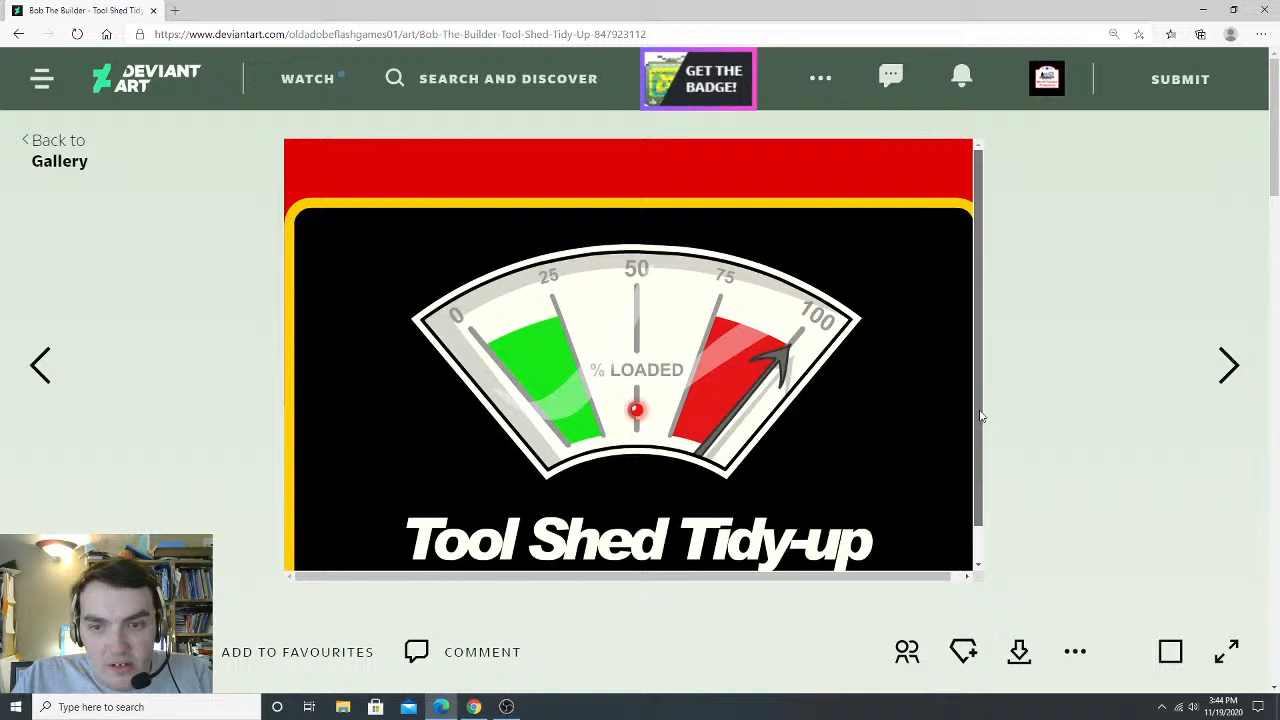 Bob The Builder - Tool Shed Tidy
https://www.deviantart.com/oldadobeflashgames01/art/Bob-The-Builder-Tool-Shed-Tidy-Up-847923112
DEVIANT ART
WATCH
SEARCH AND DISCOVER
GET THE BADGE!
SUBMIT
Back to
Gallery
0 25 50 75 100
% LOADED
Tool Shed Tidy-up
ADD TO FAVOURITES
COMMENT
Type here to search
3:44 PM
11/19/2020